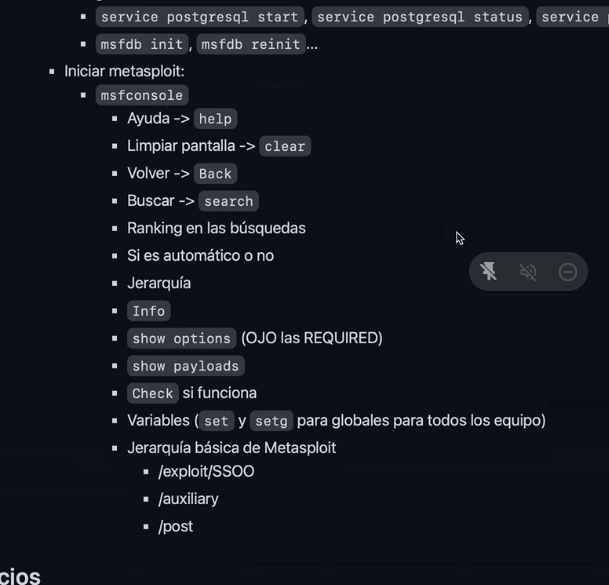 service postgresql start, service postgresql status, service
msfdb init, msfdb reinit...
Iniciar metasploit:
msfconsole
Ayuda -> help
Limpiar pantalla -> clear
Volver -> Back
Buscar -> search
Ranking en las búsquedas
Si es automático o no
Jerarquía
Info
show options (OJO las REQUIRED)
show payloads
Check si funciona
Variables (set y setg para globales para todos los equipo)
Jerarquía básica de Metasploit
/exploit/SSOO
/auxiliary
/post
cios